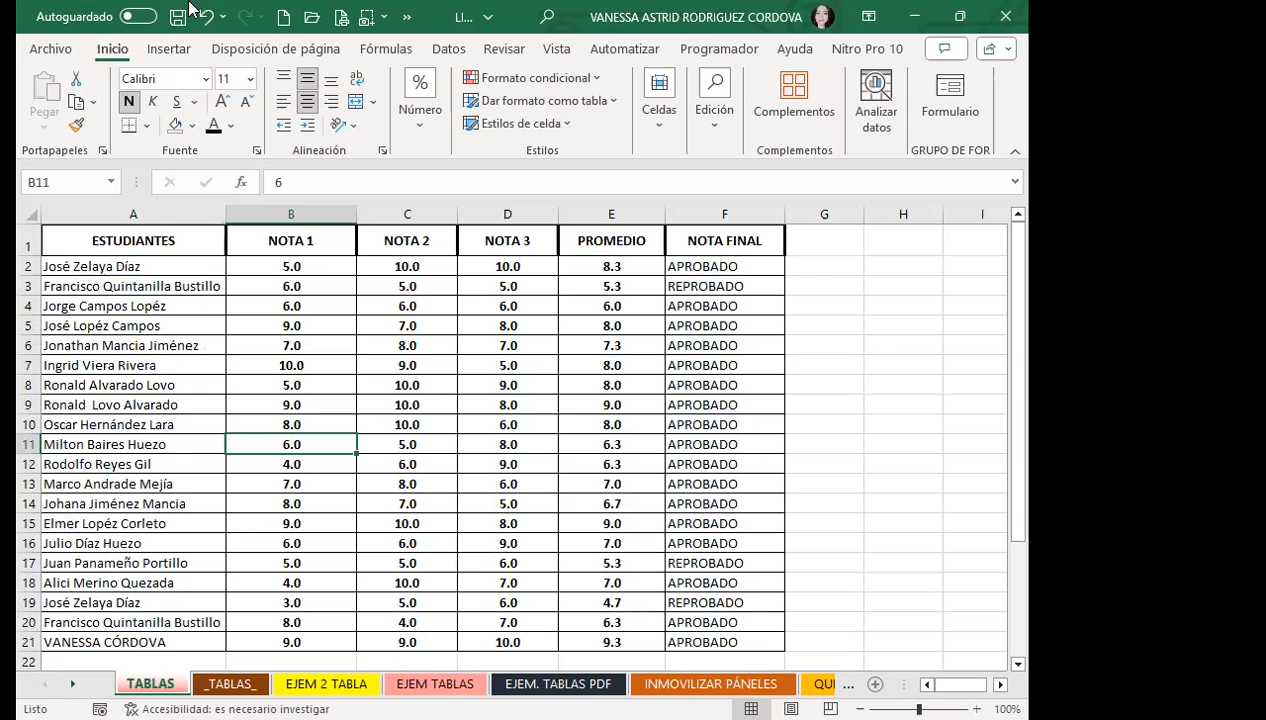 Autoguardado LI... VANESSA ASTRID RODRIGUEZ CORDOVA
Archivo Inicio Insertar Disposición de página Fórmulas Datos Revisar Vista Automatizar Programador Ayuda Nitro Pro 10
Pegar Calibri 11 Número Formato condicional Celdas Edición Complementos Analizar datos Formulario
N K S Dar formato como tabla
A Estilos de celda
Portapapeles Fuente Alineación Estilos Complementos GRUPO DE FOR
B11 fx 6
A B C D E F G H I
1 ESTUDIANTES NOTA 1 NOTA 2 NOTA 3 PROMEDIO NOTA FINAL
2 José Zelaya Díaz 5.0 10.0 10.0 8.3 APROBADO
3 Francisco Quintanilla Bustillo 6.0 5.0 5.0 5.3 REPROBADO
4 Jorge Campos Lopéz 6.0 6.0 6.0 6.0 APROBADO
5 José Lopéz Campos 9.0 7.0 8.0 8.0 APROBADO
6 Jonathan Mancia Jiménez 7.0 8.0 7.0 7.3 APROBADO
7 Ingrid Viera Rivera 10.0 9.0 5.0 8.0 APROBADO
8 Ronald Alvarado Lovo 5.0 10.0 9.0 8.0 APROBADO
9 Ronald  Lovo Alvarado 9.0 10.0 8.0 9.0 APROBADO
10 Oscar Hernández Lara 8.0 10.0 6.0 8.0 APROBADO
11 Milton Baires Huezo 6.0 5.0 8.0 6.3 APROBADO
12 Rodolfo Reyes Gil 4.0 6.0 9.0 6.3 APROBADO
13 Marco Andrade Mejía 7.0 8.0 6.0 7.0 APROBADO
14 Johana Jiménez Mancia 8.0 7.0 5.0 6.7 APROBADO
15 Elmer Lopéz Corleto 9.0 10.0 8.0 9.0 APROBADO
16 Julio Díaz Huezo 6.0 6.0 9.0 7.0 APROBADO
17 Juan Panameño Portillo 5.0 5.0 6.0 5.3 REPROBADO
18 Alici Merino Quezada 4.0 10.0 7.0 7.0 APROBADO
19 José Zelaya Díaz 3.0 5.0 6.0 4.7 REPROBADO
20 Francisco Quintanilla Bustillo 8.0 4.0 7.0 6.3 APROBADO
21 VANESSA CÓRDOVA 9.0 9.0 10.0 9.3 APROBADO
22
TABLAS _TABLAS_ EJEM 2 TABLA EJEM TABLAS EJEM. TABLAS PDF INMOVILIZAR PÁNELES QUI ...
Listo Accesibilidad: es necesario investigar 100%